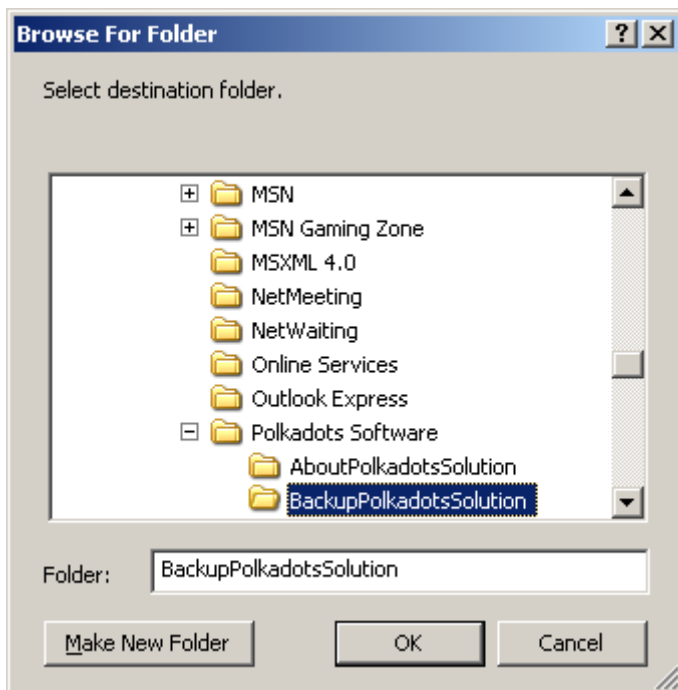 Browse For Folder
Select destination folder.
MSN
MSN Gaming Zone
MSXML 4.0
NetMeeting
NetWaiting
Online Services
Outlook Express
Polkadots Software
AboutPolkadotsSolution
BackupPolkadotsSolution
Folder: BackupPolkadotsSolution
Make New Folder OK Cancel